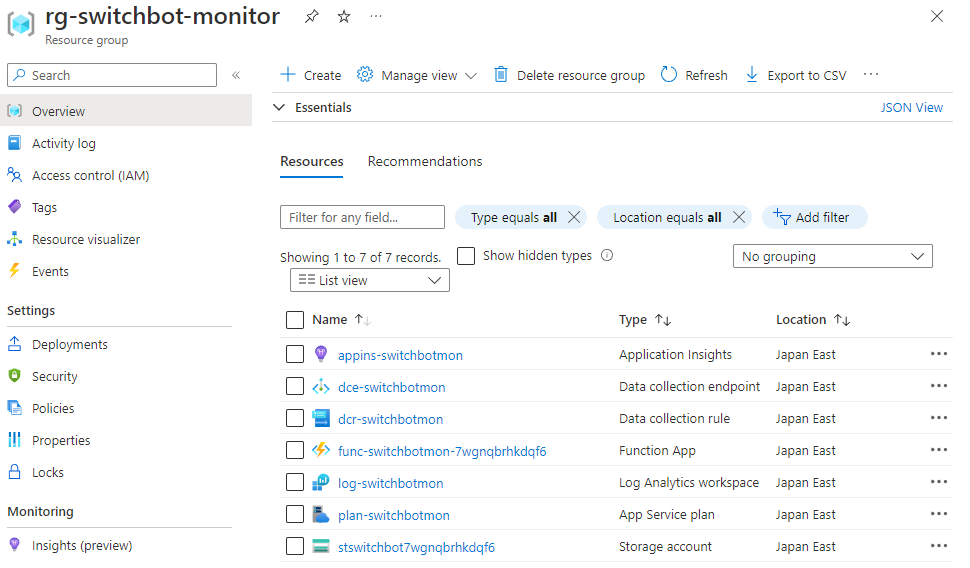 rg-switchbot-monitor
Resource group
Search
Overview
Activity log
Access control (IAM)
Tags
Resource visualizer
Events
Settings
Deployments
Security
Policies
Properties
Locks
Monitoring
Insights (preview)
Create Manage view Delete resource group Refresh Export to CSV
Essentials JSON View
Resources Recommendations
Filter for any field... Type equals all Location equals all Add filter
Showing 1 to 7 of 7 records. Show hidden types No grouping
List view
Name Type Location
appins-switchbotmon Application Insights Japan East
dce-switchbotmon Data collection endpoint Japan East
dcr-switchbotmon Data collection rule Japan East
func-switchbotmon-7wgnqbrhkdqf6 Function App Japan East
log-switchbotmon Log Analytics workspace Japan East
plan-switchbotmon App Service plan Japan East
stswitchbot7wgnqbrhkdqf6 Storage account Japan East